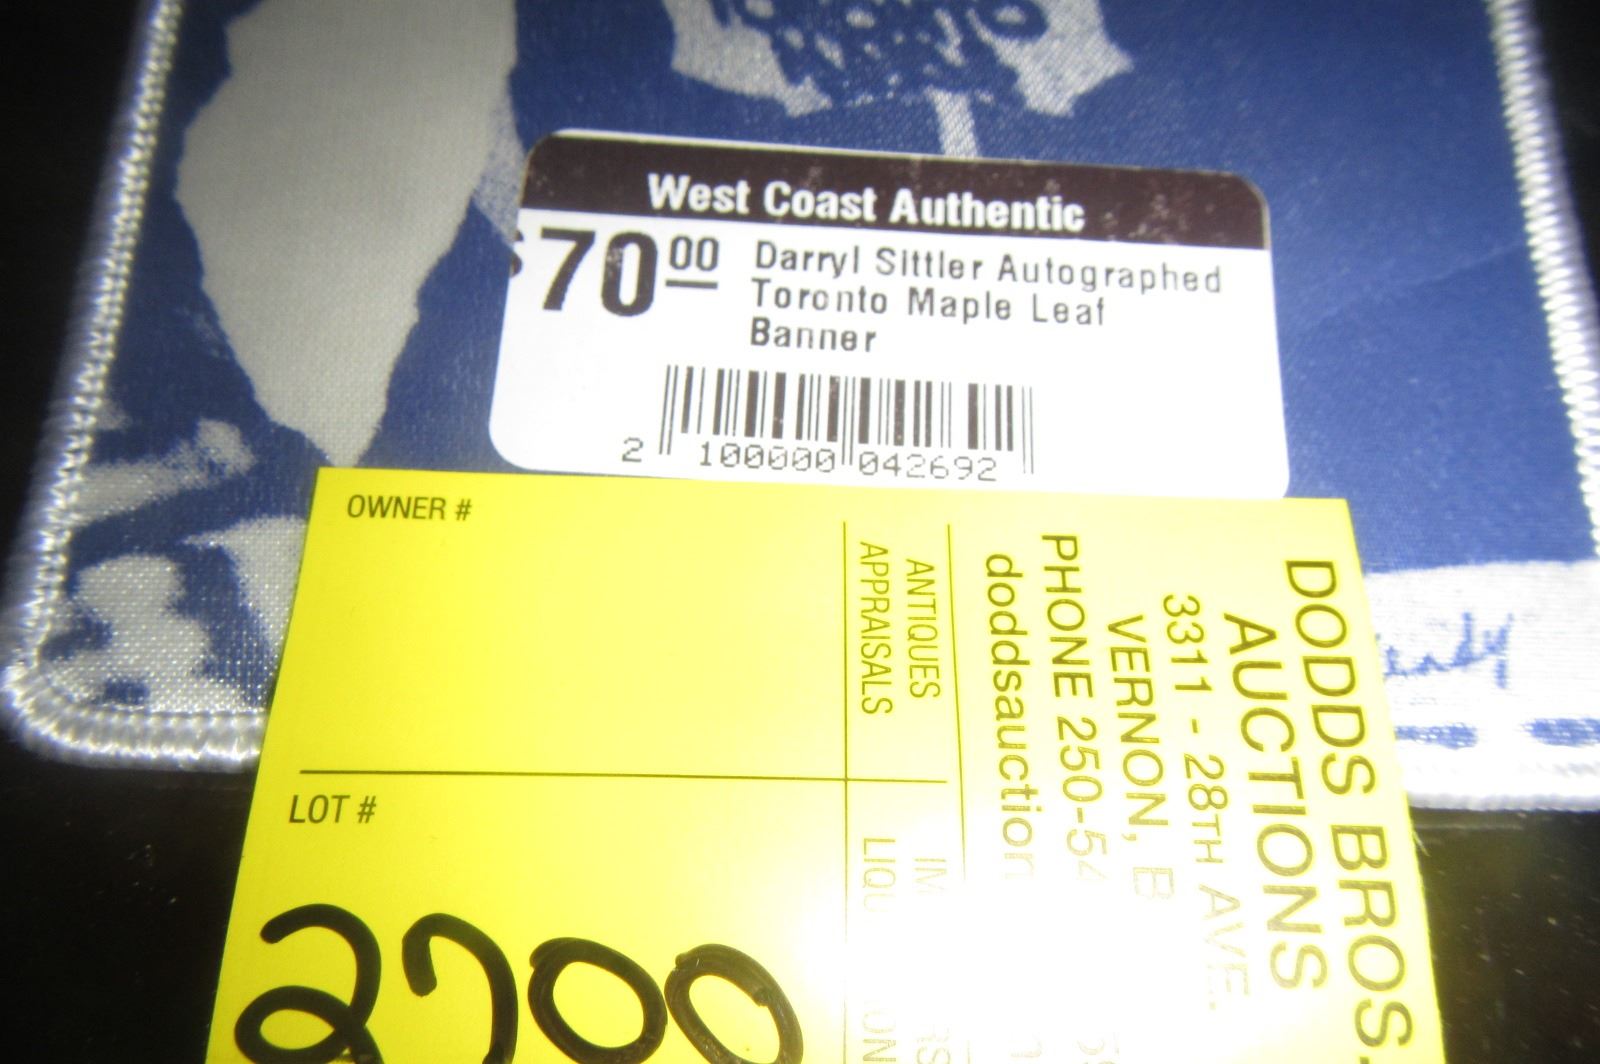 West Coast Authentic
$70.00
Darryl Sittler Autographed
Toronto Maple Leaf
Banner
2 100000 042692
OWNER #
LOT #
2700
DODDS BROS.
AUCTIONS
3311 - 28TH AVE.
VERNON, B
PHONE 250-54
doddsauction
ANTIQUES
APPRAISALS